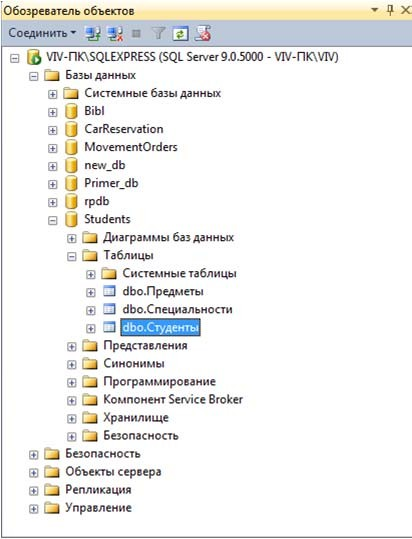 Обозреватель объектов
Соединить
VIV-ПК\SQLEXPRESS (SQL Server 9.0.5000 - VIV-ПК\VIV)
Базы данных
Системные базы данных
Bibl
CarReservation
MovementOrders
new_db
Primer_db
rpdb
Students
Диаграммы баз данных
Таблицы
Системные таблицы
dbo.Предметы
dbo.Специальности
dbo.Студенты
Представления
Синонимы
Программирование
Компонент Service Broker
Хранилище
Безопасность
Безопасность
Объекты сервера
Репликация
Управление